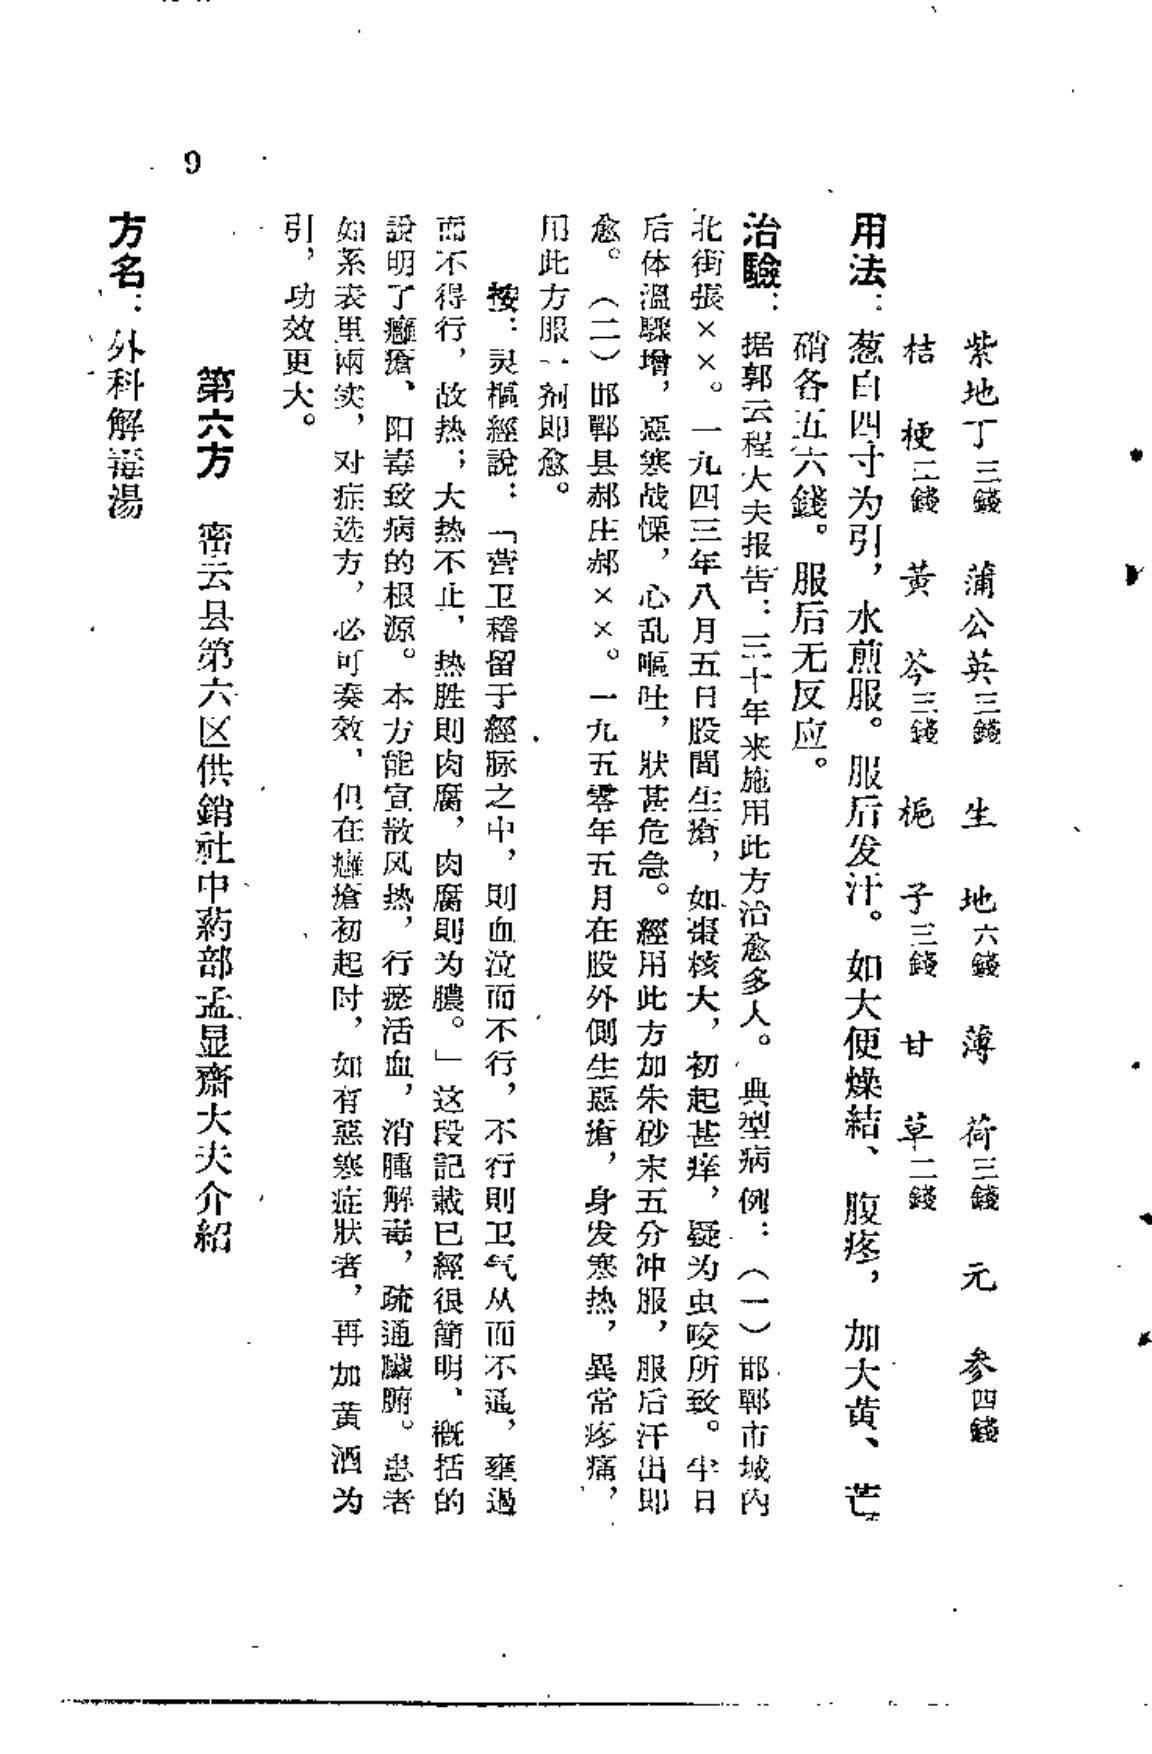 紫地丁三錢　蒲公英三錢　生　地六錢　薄　荷三錢　元　参四錢
桔　梗二錢　黃　芩三錢　梔　子三錢　甘　草二錢
用法：葱白四寸为引，水煎服。服后发汗。如大便燥結、腹疼，加大黄、芒
硝各五六錢。服后无反应。
治驗：据郭云程大夫报告：三十年来施用此方治愈多人。典型病例：（一）邯鄲市城內
北街張××。一九四三年八月五日股間生瘡，如棗核大，初起甚痒，疑为虫咬所致。半日
后体溫驟增，惡寒战慄，心乱嘔吐，狀甚危急。經用此方加朱砂末五分冲服，服后汗出即
愈。（二）邯鄲县郝庄郝××。一九五零年五月在股外側生惡瘡，身发寒热，異常疼痛，
用此方服一剂即愈。
按：灵樞經說：「营卫稽留于經脉之中，則血泣而不行，不行則卫气从而不通，壅遏
而不得行，故热；大热不止，热胜則肉腐，肉腐則为膿。」这段記載已經很簡明、概括的
說明了癰瘡、阳毒致病的根源。本方能宣散风热，行瘀活血，消腫解毒，疏通臟腑。患者
如系表里兩实，对症选方，必可奏效，但在癰瘡初起时，如有惡寒症狀者，再加黄酒为
引，功效更大。
第六方　密云县第六区供銷社中葯部孟显齋大夫介紹
方名：外科解毒湯
9